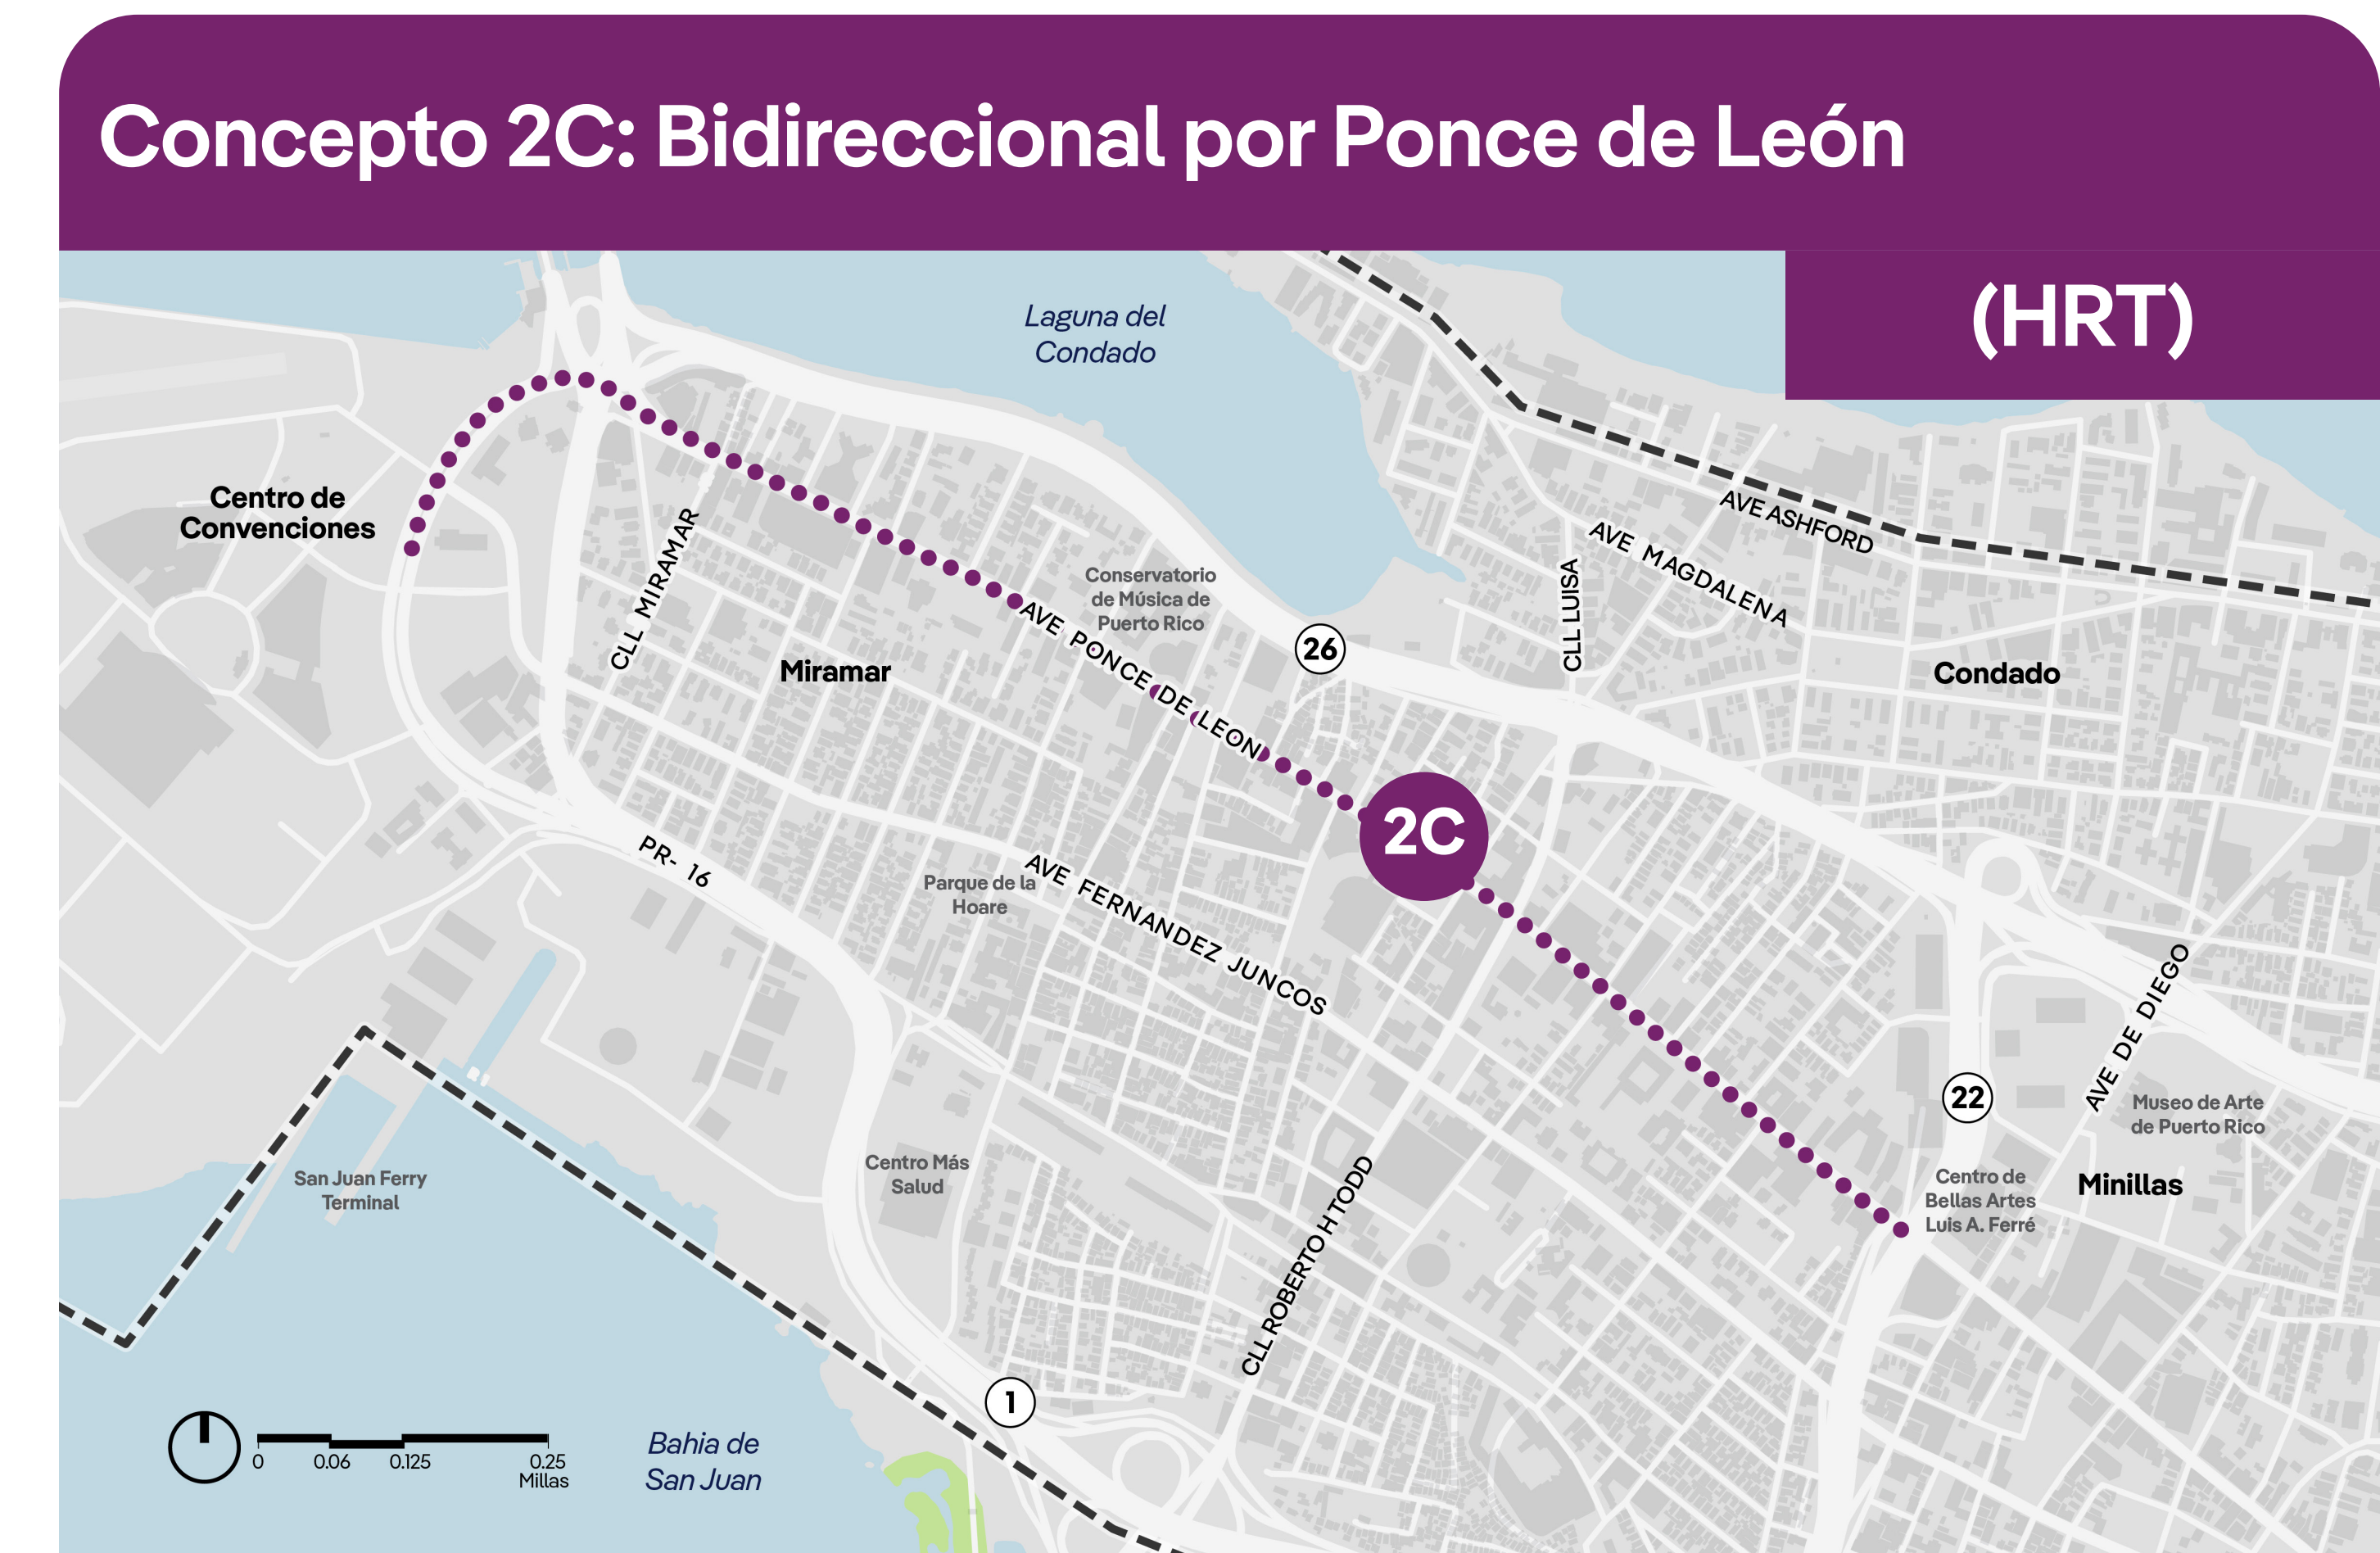 Concepto 2C: Bidireccional por Ponce de León
(HRT)
Laguna del
Condado
Centro de
Convenciones
CLL MIRAMAR
Miramar
Conservatorio
de Música de
Puerto Rico
AVE PONCE DE LEON
26
CLL LUISA
AVE MAGDALENA
AVE ASHFORD
Condado
2C
PR- 16
Parque de la
Hoare
AVE FERNANDEZ JUNCOS
AVE DE DIEGO
22
Museo de Arte
de Puerto Rico
Minillas
Centro de
Bellas Artes
Luis A. Ferré
San Juan Ferry
Terminal
Centro Más
Salud
CLL ROBERTO H TODD
1
0
0.06
0.125
0.25
Millas
Bahia de
San Juan